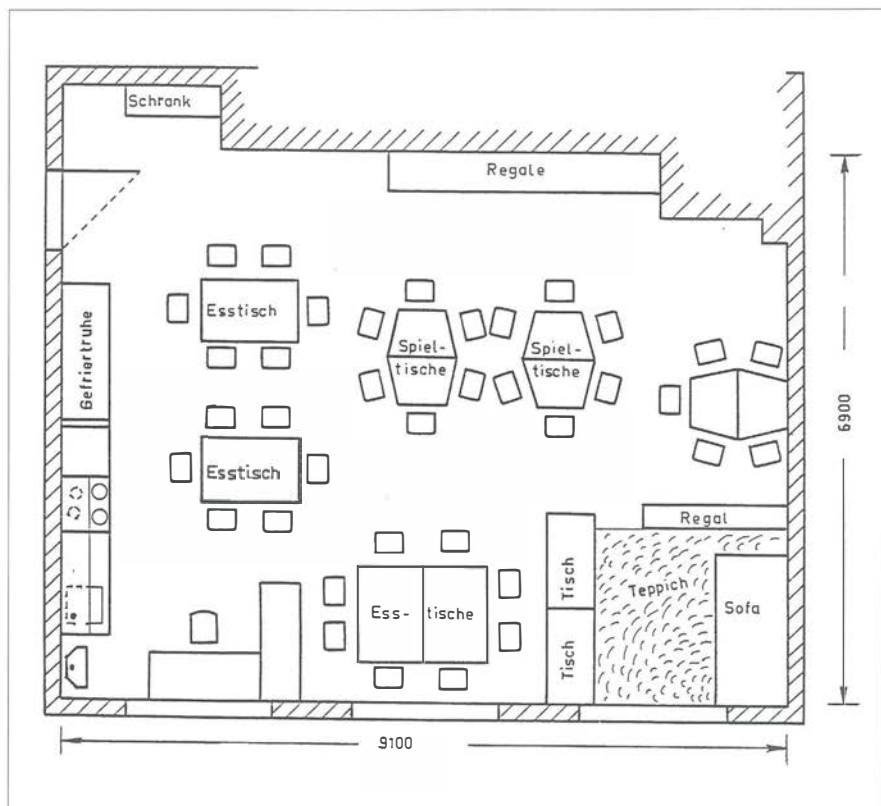 Schrank
Regale
Esstisch
Spiel-
tische
Spiel-
tische
Gefriertruhe
6900
Esstisch
Regal
Tisch
Teppich
Ess-
tische
Sofa
Tisch
9100